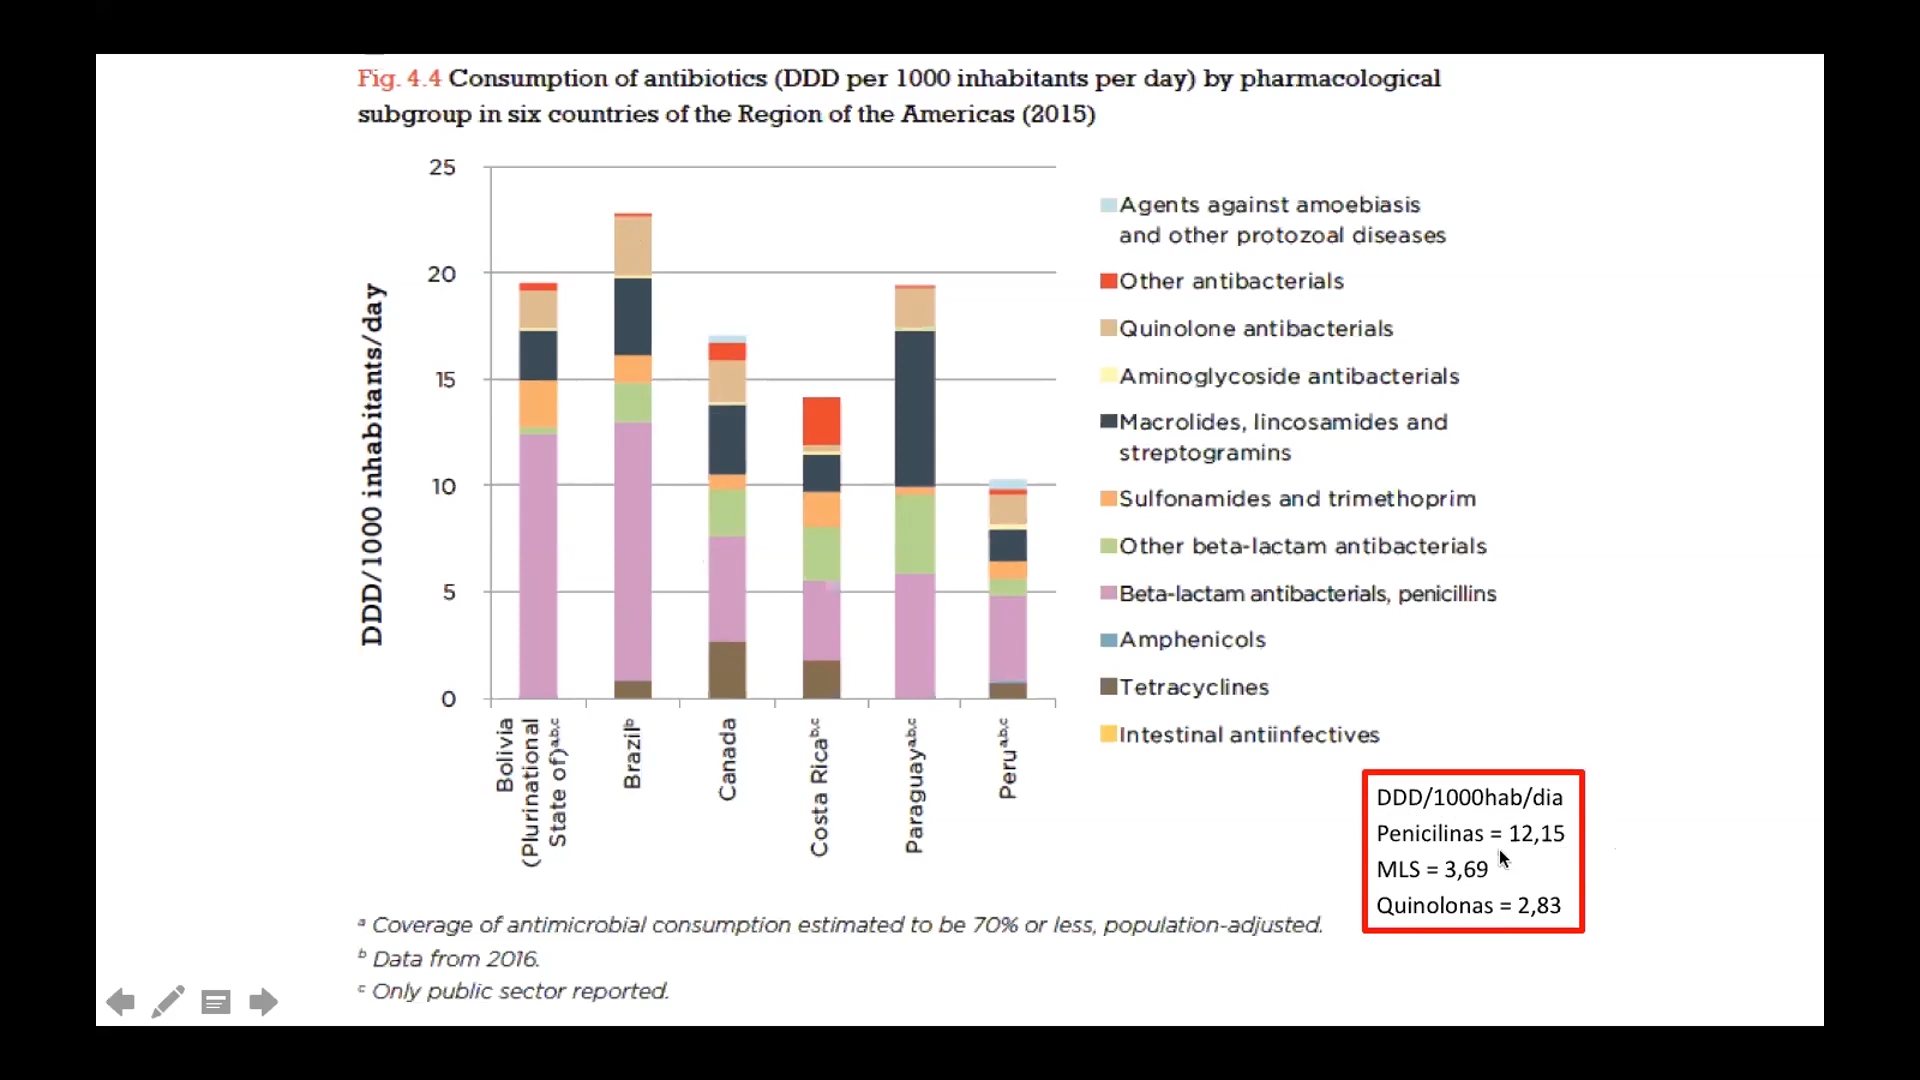 Fig. 4.4 Consumption of antibiotics (DDD per 1000 inhabitants per day) by pharmacological
subgroup in six countries of the Region of the Americas (2015)
DDD/1000 inhabitants/day
25
20
15
10
5
0
Bolivia
(Plurinational
State of)a,b,c
Brazilb
Canada
Costa Ricab,c
Paraguaya,b,c
Perua,b,c
Agents against amoebiasis
and other protozoal diseases
Other antibacterials
Quinolone antibacterials
Aminoglycoside antibacterials
Macrolides, lincosamides and
streptogramins
Sulfonamides and trimethoprim
Other beta-lactam antibacterials
Beta-lactam antibacterials, penicillins
Amphenicols
Tetracyclines
Intestinal antiinfectives
DDD/1000hab/dia
Penicilinas = 12,15
MLS = 3,69
Quinolonas = 2,83
a Coverage of antimicrobial consumption estimated to be 70% or less, population-adjusted.
b Data from 2016.
c Only public sector reported.